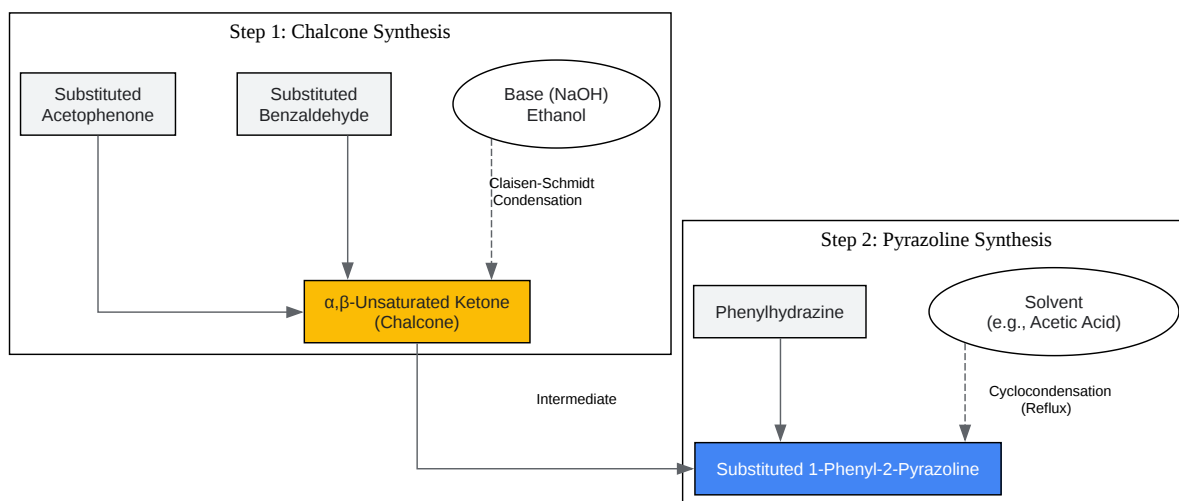 Step 1: Chalcone Synthesis
Substituted
Acetophenone
Substituted
Benzaldehyde
Base (NaOH)
Ethanol
Claisen-Schmidt
Condensation
α,β-Unsaturated Ketone
(Chalcone)
Intermediate
Step 2: Pyrazoline Synthesis
Phenylhydrazine
Solvent
(e.g., Acetic Acid)
Cyclocondensation
(Reflux)
Substituted 1-Phenyl-2-Pyrazoline